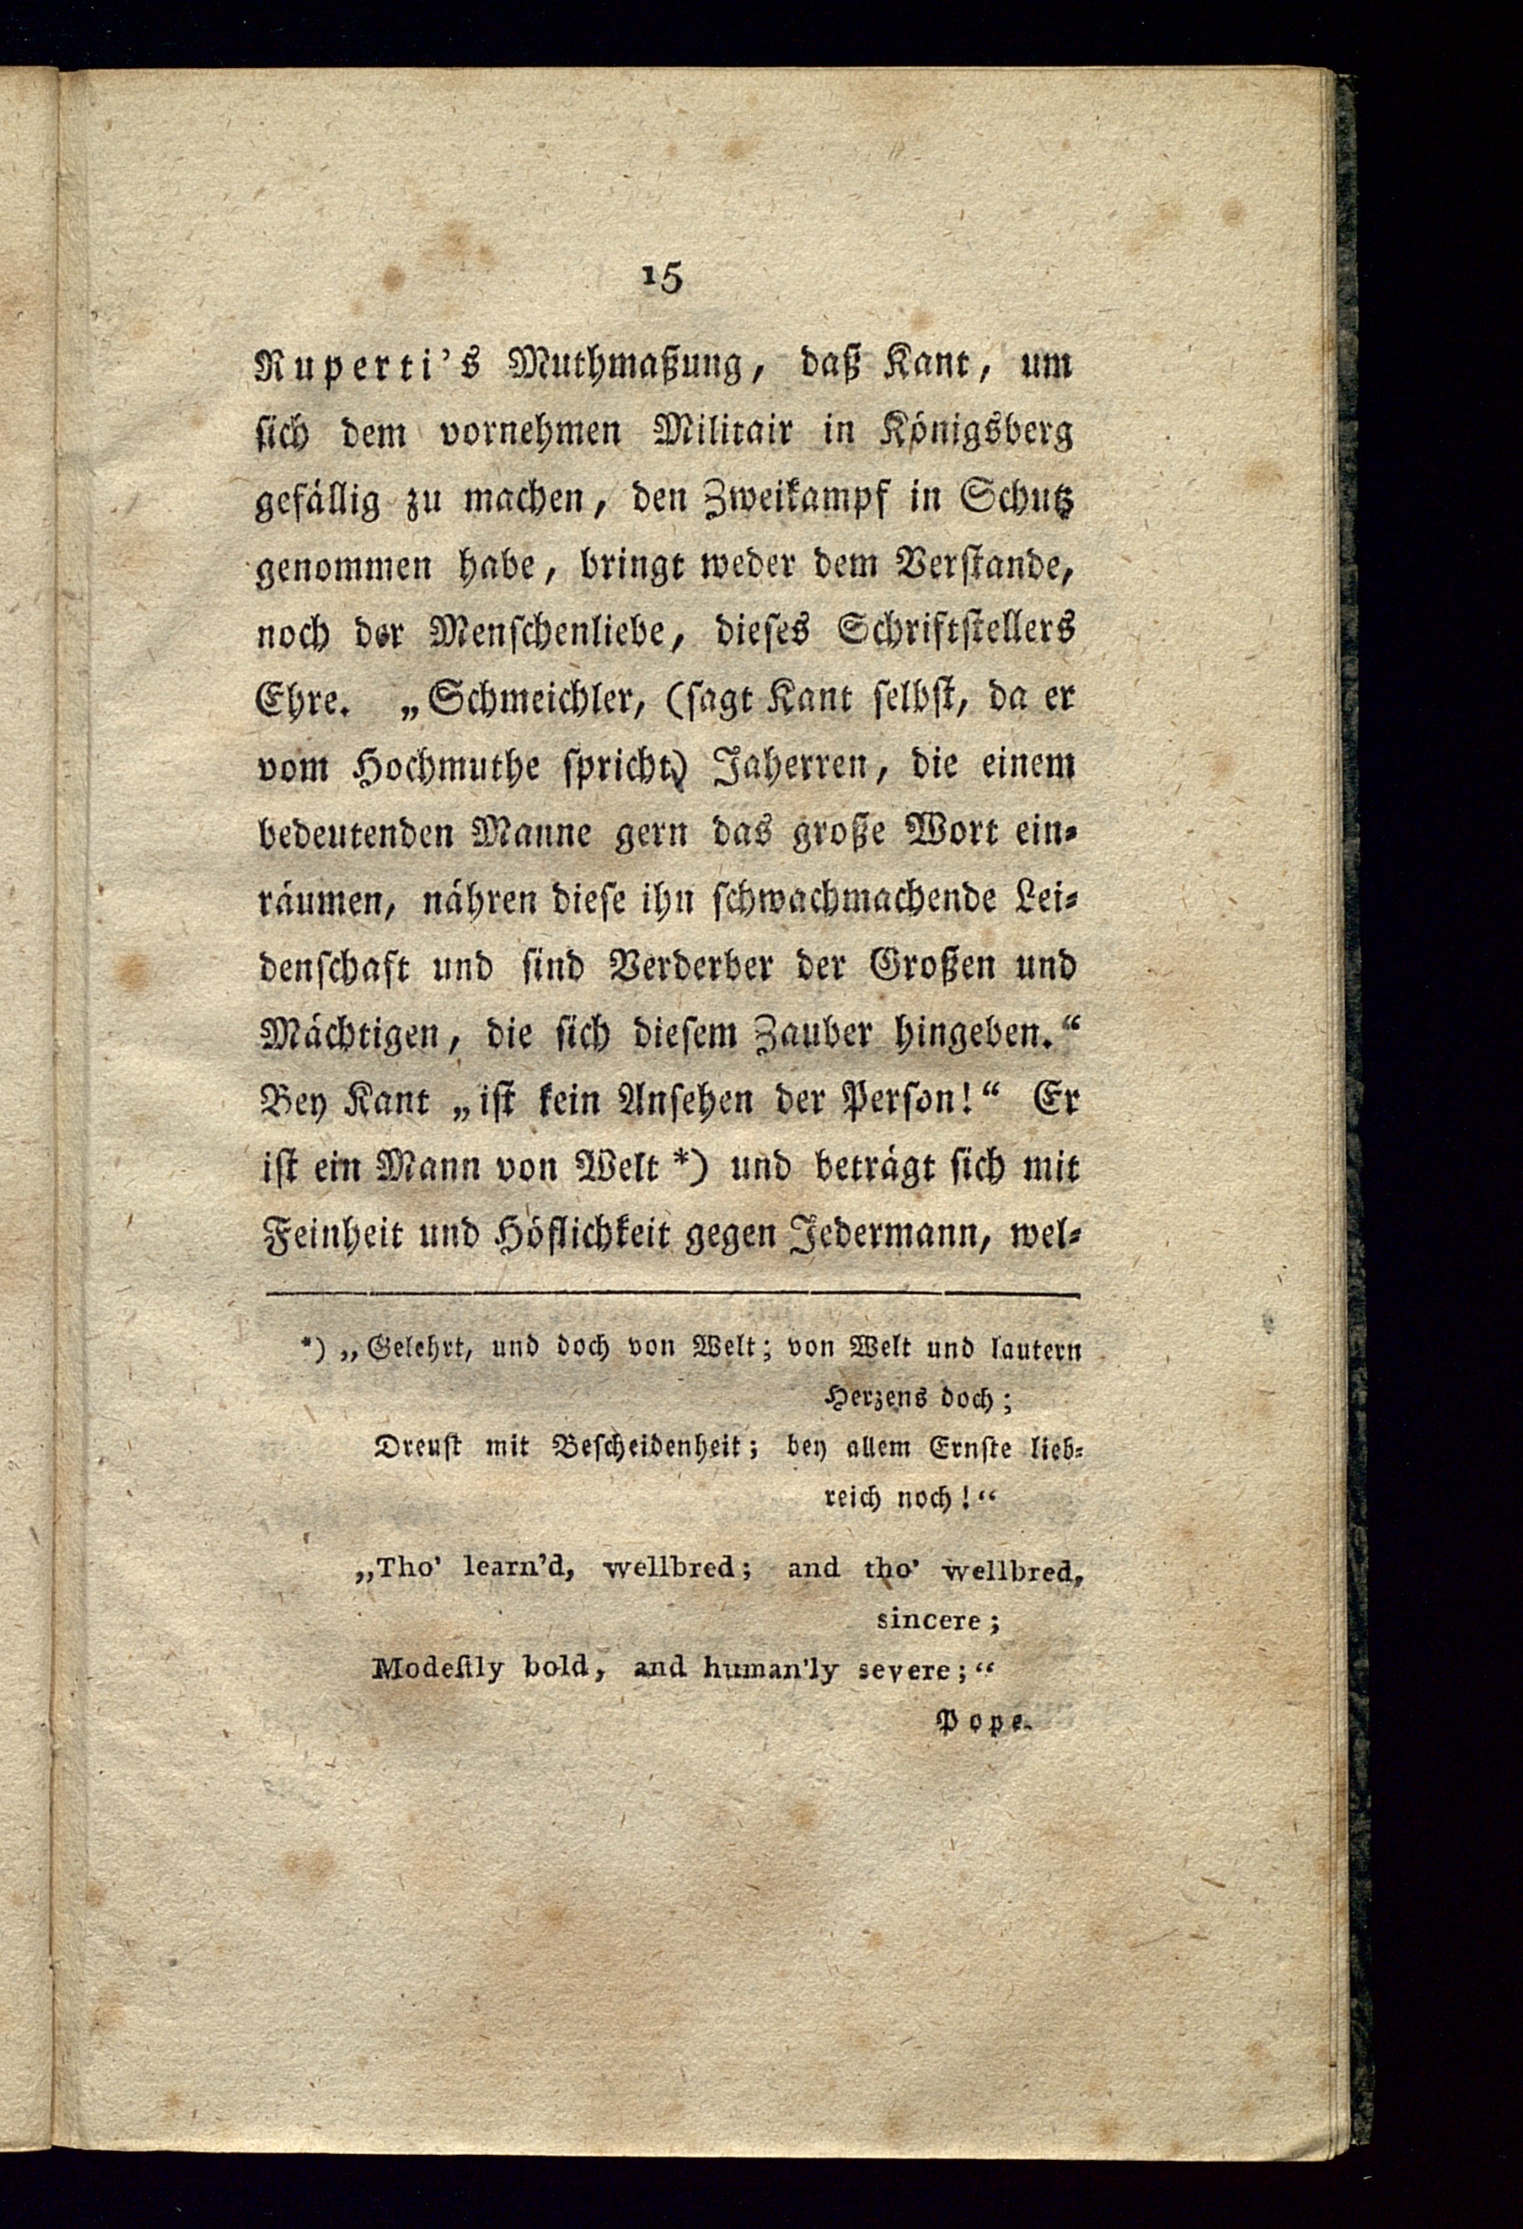 15
Ruperti's Muthmaßung, daß Kant, um
sich dem vornehmen Militair in Königsberg
gefällig zu machen, den Zweikampf in Schutz
genommen habe, bringt weder dem Verstande,
noch der Menschenliebe, dieses Schriftstellers
Ehre. „Schmeichler, (sagt Kant selbst, da er
vom Hochmuthe spricht,) Jaherren, die einem
bedeutenden Manne gern das große Wort ein-
räumen, nähren diese ihn schwachmachende Lei-
denschaft und sind Verderber der Großen und
Mächtigen, die sich diesem Zauber hingeben.“
Bey Kant „ist kein Ansehen der Person!“ Er
ist ein Mann von Welt *) und beträgt sich mit
Feinheit und Höflichkeit gegen Jedermann, wel-
*) „Gelehrt, und doch von Welt; von Welt und lautern
Herzens doch;
Dreust mit Bescheidenheit; bey allem Ernste lieb-
reich noch!“
„Tho' learn'd, wellbred; and tho' wellbred,
sincere;
Modeſtly bold, and human'ly severe;“
Pope.